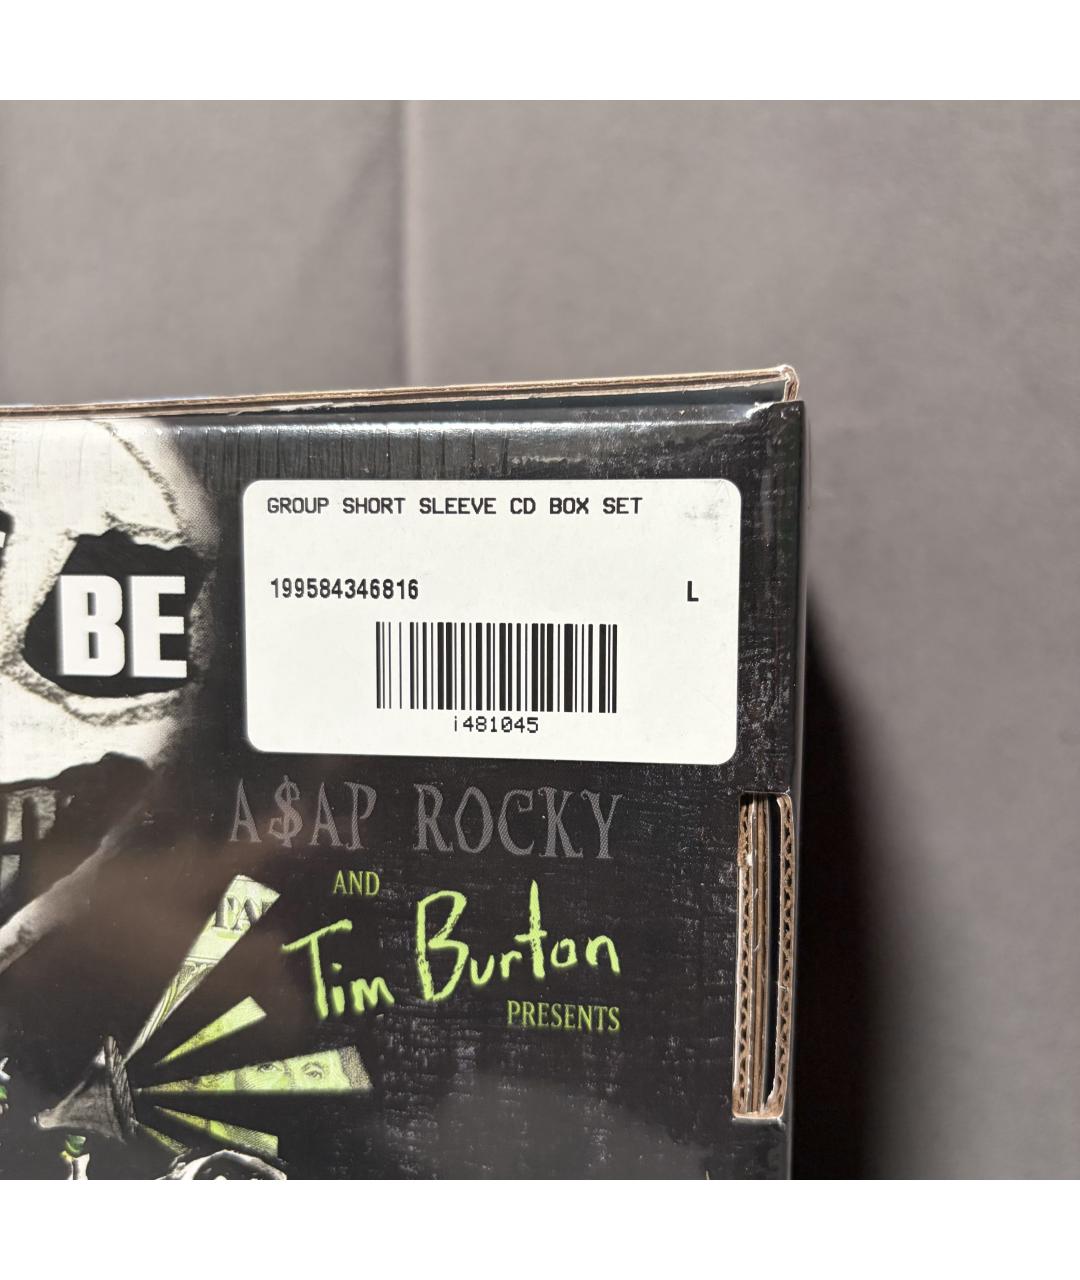 GROUP SHORT SLEEVE CD BOX SET
199584346816 L
i481045
BE
A$AP ROCKY
AND
Tim Burton
PRESENTS